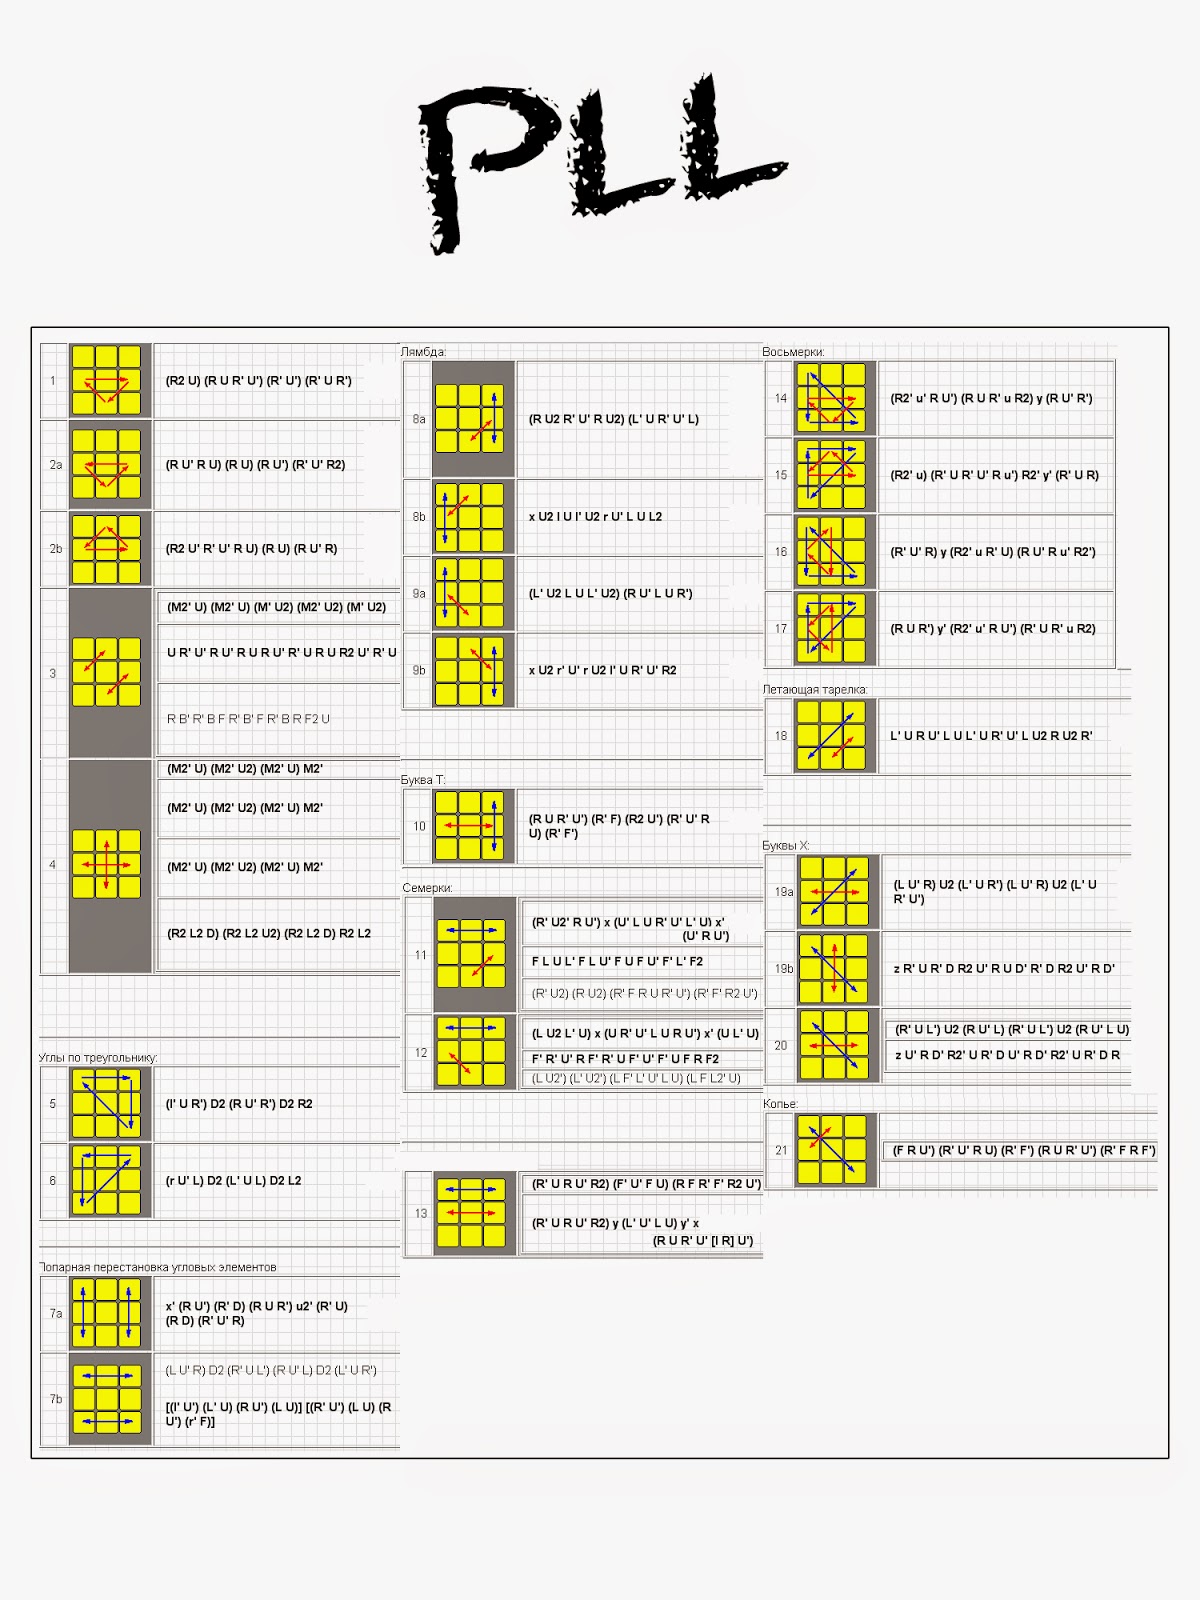 PLL
1
(R2 U) (R U R' U') (R' U') (R' U R')
2a
(R U' R U) (R U) (R U') (R' U' R2)
2b
(R2 U' R' U' R U) (R U) (R U' R)
3
(M2' U) (M2' U) (M' U2) (M2' U2) (M' U2)
U R' U' R U' R U R U' R' U R U R2 U' R' U
R B' R' B F R' B' F R' B R F2 U
4
(M2' U) (M2' U2) (M2' U) M2'
(M2' U) (M2' U2) (M2' U) M2'
(M2' U) (M2' U2) (M2' U) M2'
(R2 L2 D) (R2 L2 U2) (R2 L2 D) R2 L2
Углы по треугольнику:
5
(l' U R') D2 (R U' R') D2 R2
6
(r U' L) D2 (L' U L) D2 L2
Попарная перестановка угловых элементов
7a
x' (R U') (R' D) (R U R') u2' (R' U)
(R D) (R' U' R)
7b
(L U' R) D2 (R' U L') (R U' L) D2 (L' U R')
[(l' U') (L' U) (R U') (L U)] [(R' U') (L U) (R
U') (r' F)]
Лямбда:
8a
(R U2 R' U' R U2) (L' U R' U' L)
8b
x U2 l U l' U2 r U' L U L2
9a
(L' U2 L U L' U2) (R U' L U R')
9b
x U2 r' U' r U2 l' U R' U' R2
Буква Т:
10
(R U R' U') (R' F) (R2 U') (R' U' R
U) (R' F')
Семерки:
11
(R' U2' R U') x (U' L U R' U' L' U) x'
(U' R U')
F L U L' F L U' F U F U' F' L' F2
(R' U2) (R U2) (R' F R U R' U') (R' F' R2 U')
12
(L U2 L' U) x (U R' U' L U R U') x' (U L' U)
F' R' U' R F' R' U F' U' F' U F R F2
(L U2') (L' U2') (L F' L' U' L U) (L F L2' U)
13
(R' U R U' R2) (F' U' F U) (R F R' F' R2 U')
(R' U R U' R2) y (L' U' L U) y' x
(R U R' U' [l R] U')
Восьмерки:
14
(R2' u' R U') (R U R' u R2) y (R U' R')
15
(R2' u) (R' U R' U' R u') R2' y' (R' U R)
16
(R' U' R) y (R2' u R' U) (R U' R u' R2')
17
(R U R') y' (R2' u' R U') (R' U R' u R2)
Летающая тарелка:
18
L' U R U' L U L' U R' U' L U2 R U2 R'
Буквы Х:
19a
(L U' R) U2 (L' U R') (L U' R) U2 (L' U
R' U')
19b
z R' U R' D R2 U' R U D' R' D R2 U' R D'
20
(R' U L') U2 (R U' L) (R' U L') U2 (R U' L U)
z U' R D' R2' U R' D U' R D' R2' U R' D R
Копье:
21
(F R U') (R' U' R U) (R' F') (R U R' U') (R' F R F')